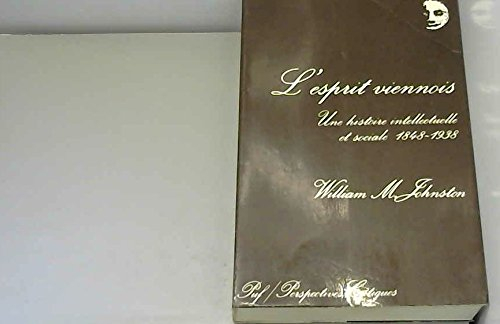 L'esprit viennois
Une histoire intellectuelle
et sociale 1848-1938
William M. Johnston
Puf / Perspectives Critiques